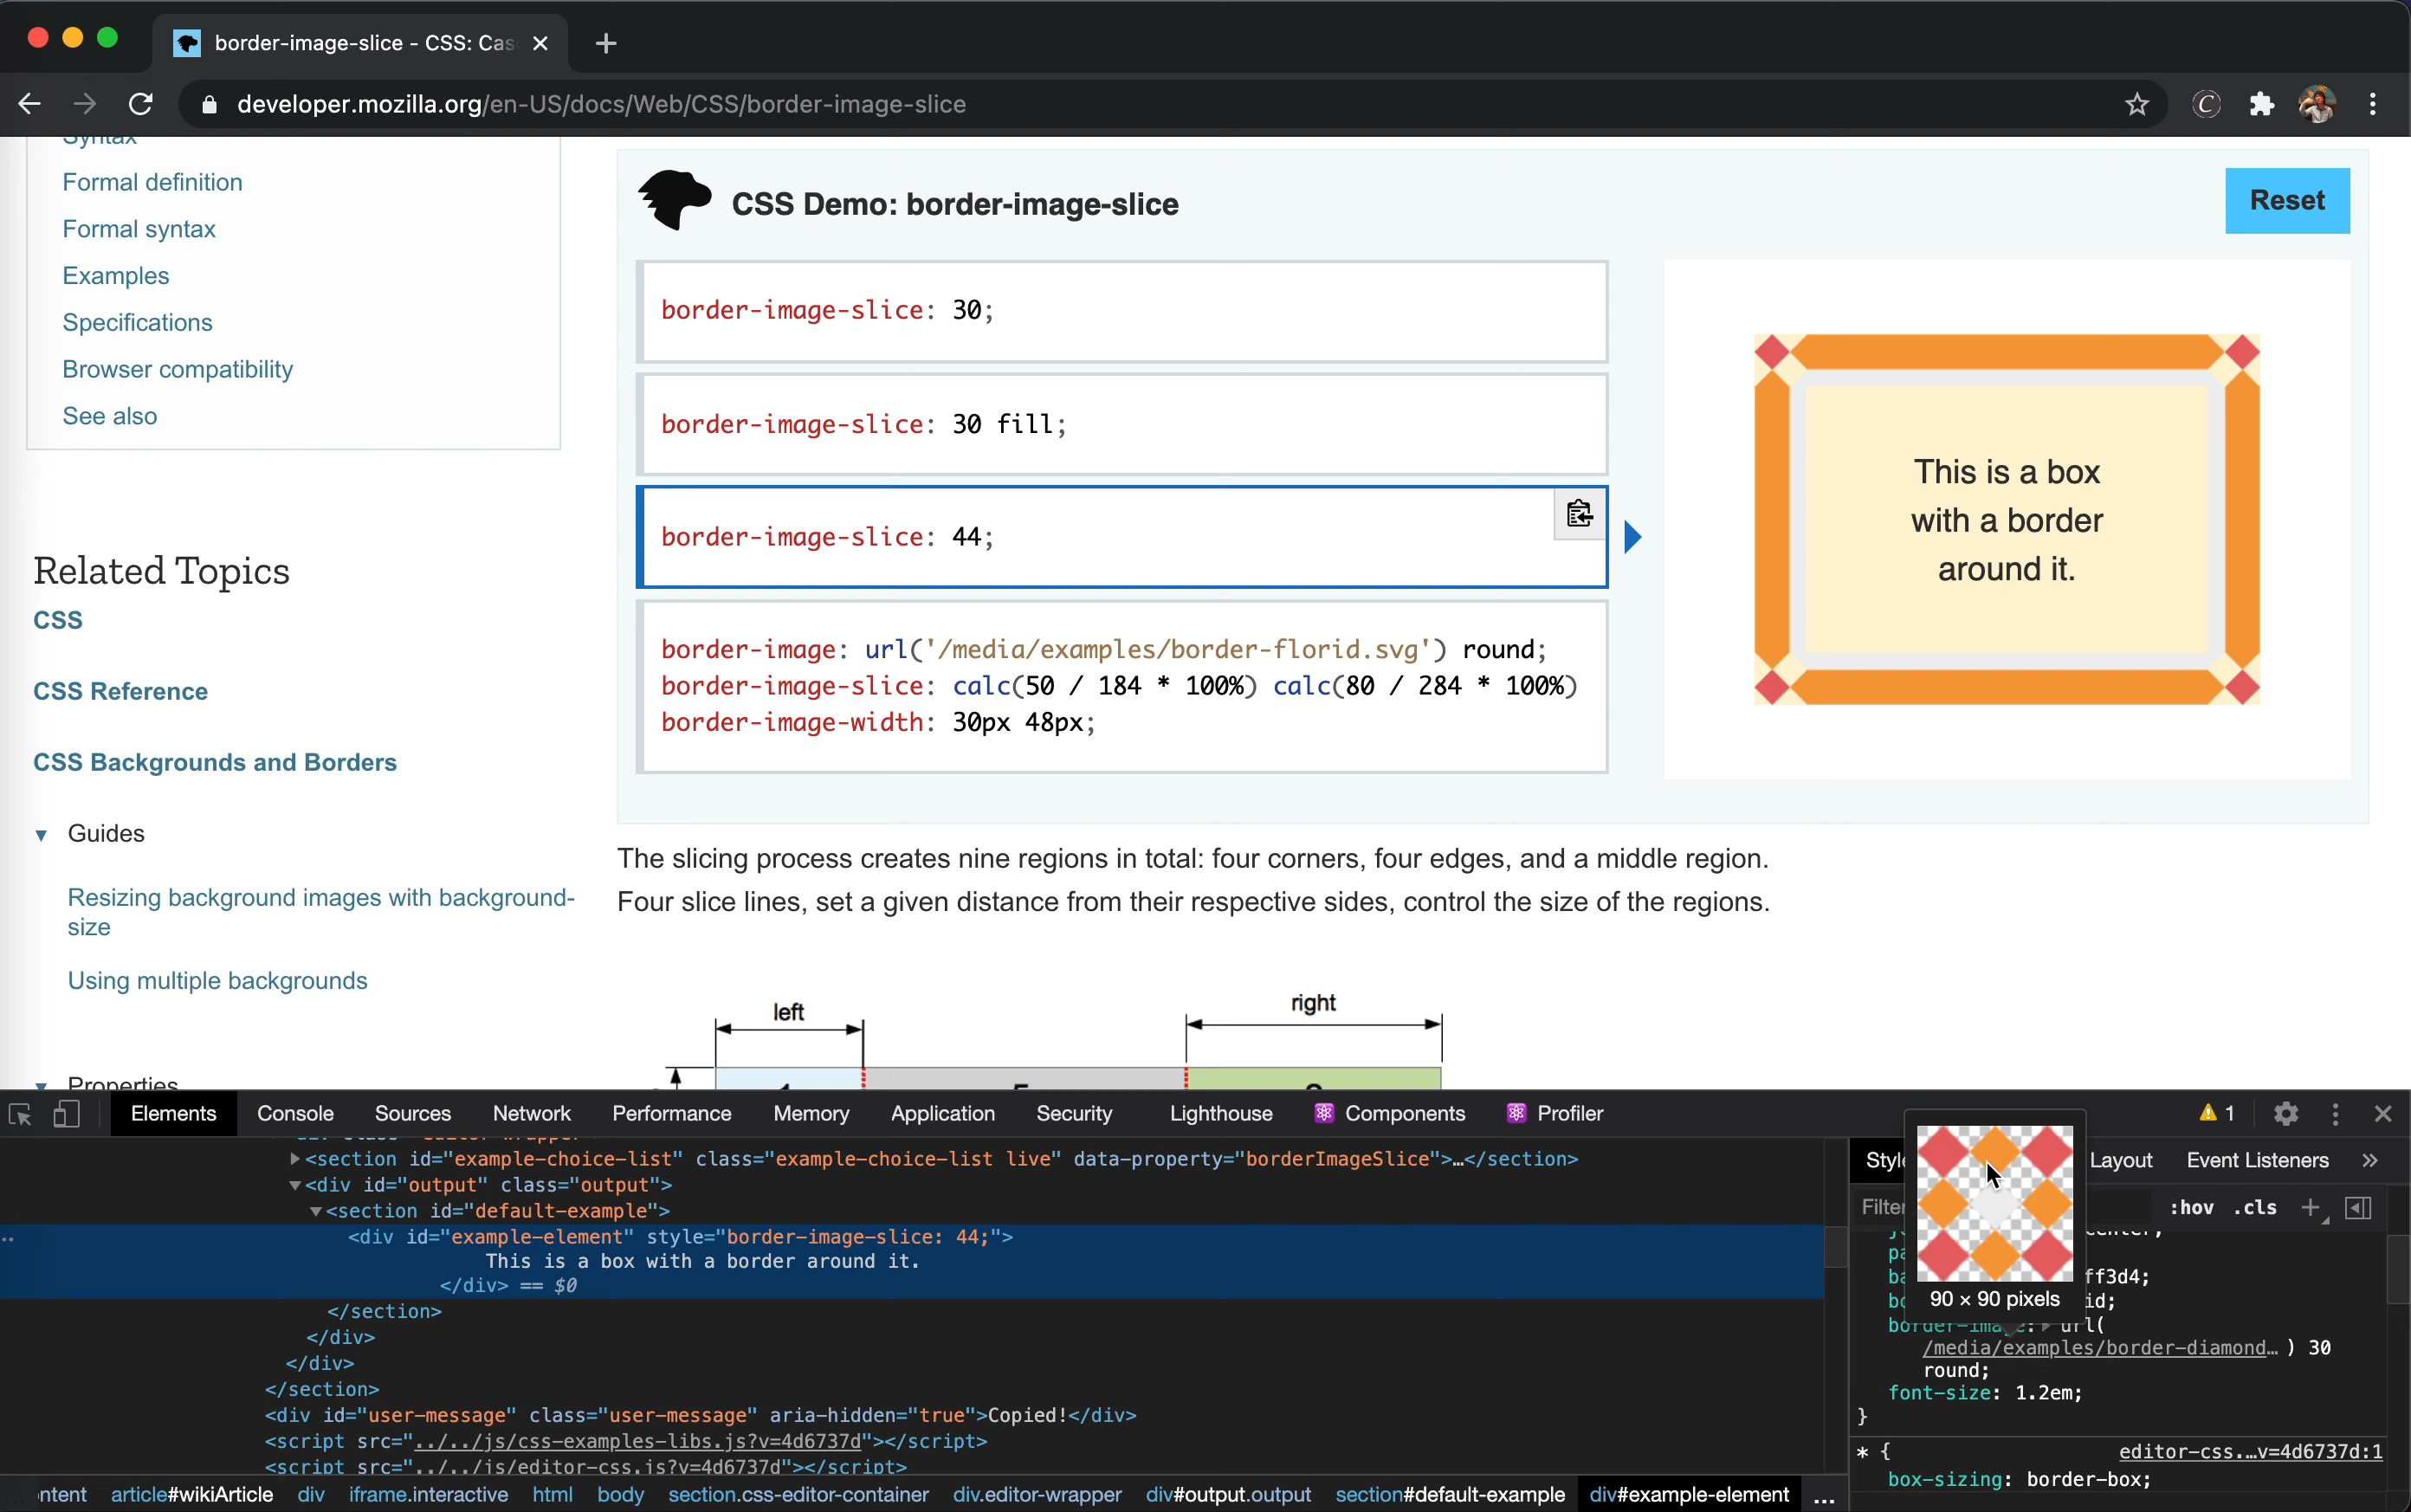 border-image-slice - CSS: Cas
developer.mozilla.org/en-US/docs/Web/CSS/border-image-slice
Syntax
Formal definition
Formal syntax
Examples
Specifications
Browser compatibility
See also
Related Topics
CSS
CSS Reference
CSS Backgrounds and Borders
Guides
Resizing background images with background-
size
Using multiple backgrounds
Properties
CSS Demo: border-image-slice
Reset
border-image-slice: 30;
border-image-slice: 30 fill;
border-image-slice: 44;
border-image: url('/media/examples/border-florid.svg') round;
border-image-slice: calc(50 / 184 * 100%) calc(80 / 284 * 100%)
border-image-width: 30px 48px;
This is a box
with a border
around it.
The slicing process creates nine regions in total: four corners, four edges, and a middle region.
Four slice lines, set a given distance from their respective sides, control the size of the regions.
left
right
Elements Console Sources Network Performance Memory Application Security Lighthouse Components Profiler
1
<section id="example-choice-list" class="example-choice-list live" data-property="borderImageSlice">…</section>
<div id="output" class="output">
<section id="default-example">
<div id="example-element" style="border-image-slice: 44;">
This is a box with a border around it.
</div> == $0
</section>
</div>
</div>
</section>
<div id="user-message" class="user-message" aria-hidden="true">Copied!</div>
<script src="../../js/css-examples-libs.js?v=4d6737d"></script>
<script src="../../js/editor-css.js?v=4d6737d"></script>
ntent article#wikiArticle div iframe.interactive html body section.css-editor-container div.editor-wrapper div#output.output section#default-example div#example-element ...
Layout Event Listeners »
Filter :hov .cls
ff3d4;
90 × 90 pixels
id;
border-image: url(
/media/examples/border-diamond… ) 30
round;
font-size: 1.2em;
}
* { editor-css.…v=4d6737d:1
box-sizing: border-box;